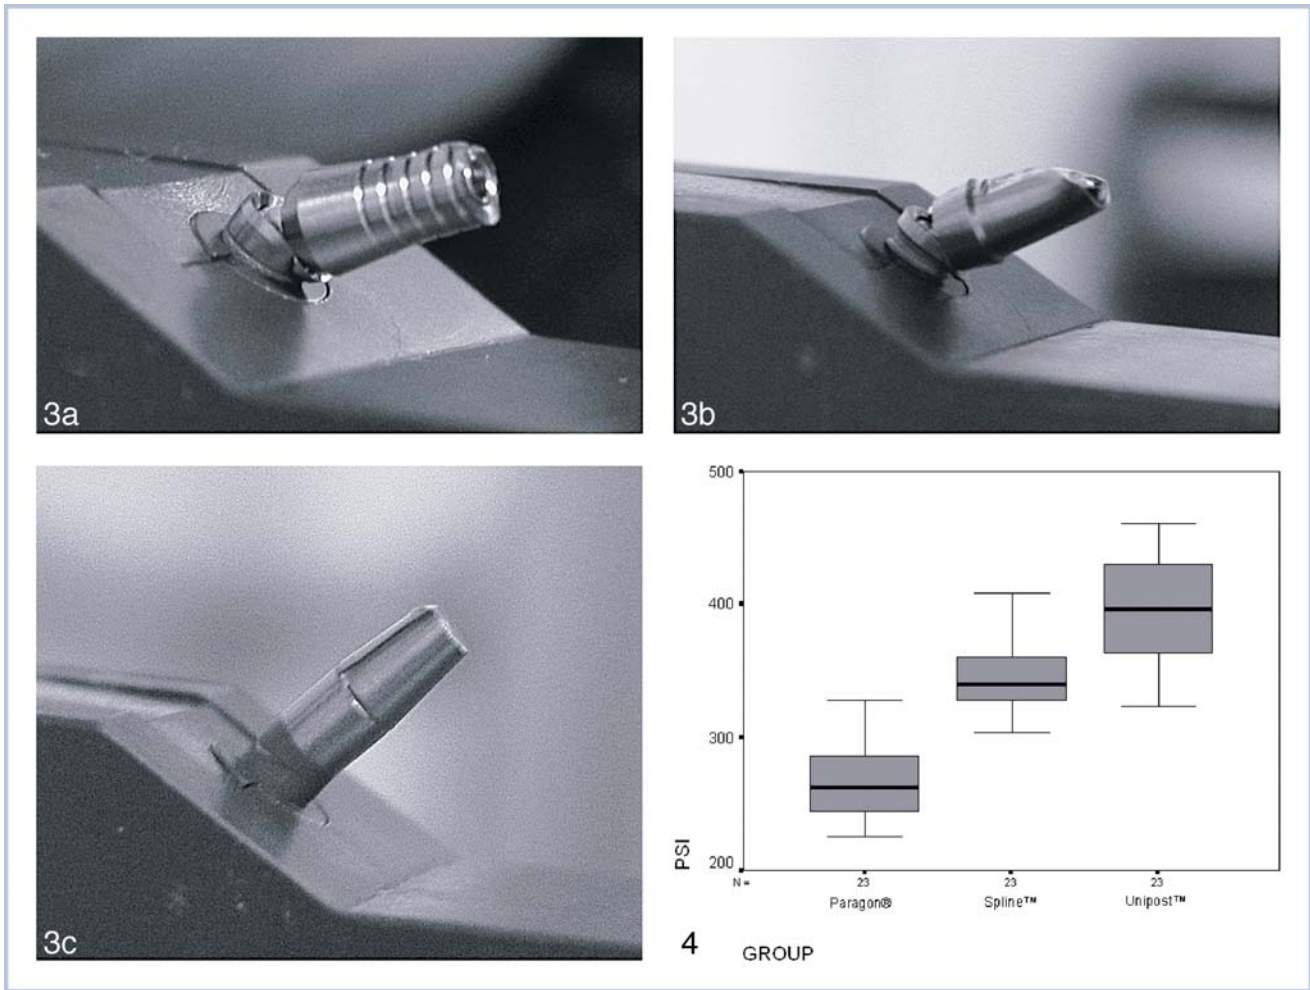 3a
3b
3c
500
400
300
200
PSI
N = 23 23 23
Paragon® Spline™ Unipost™
4 GROUP